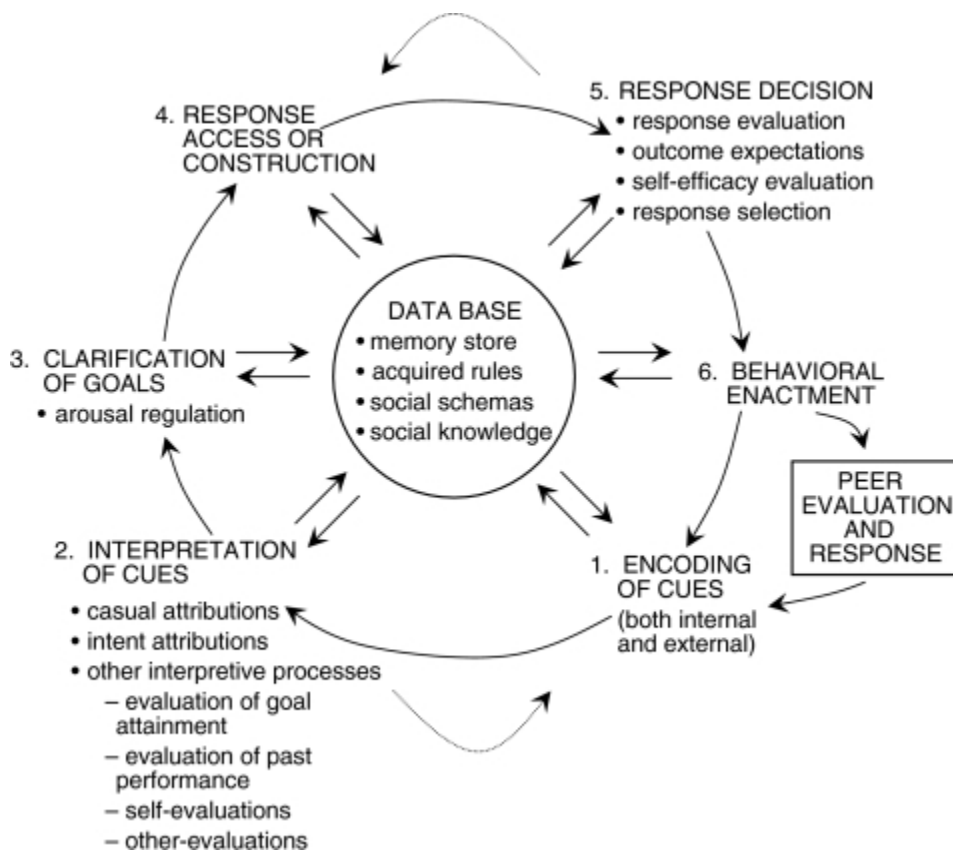 4. RESPONSE
ACCESS OR
CONSTRUCTION
5. RESPONSE DECISION
• response evaluation
• outcome expectations
• self-efficacy evaluation
• response selection
DATA BASE
• memory store
• acquired rules
• social schemas
• social knowledge
3. CLARIFICATION
OF GOALS
• arousal regulation
6. BEHAVIORAL
ENACTMENT
PEER
EVALUATION
AND
RESPONSE
2. INTERPRETATION
OF CUES
• casual attributions
• intent attributions
• other interpretive processes
– evaluation of goal
attainment
– evaluation of past
performance
– self-evaluations
– other-evaluations
1. ENCODING
OF CUES
(both internal
and external)